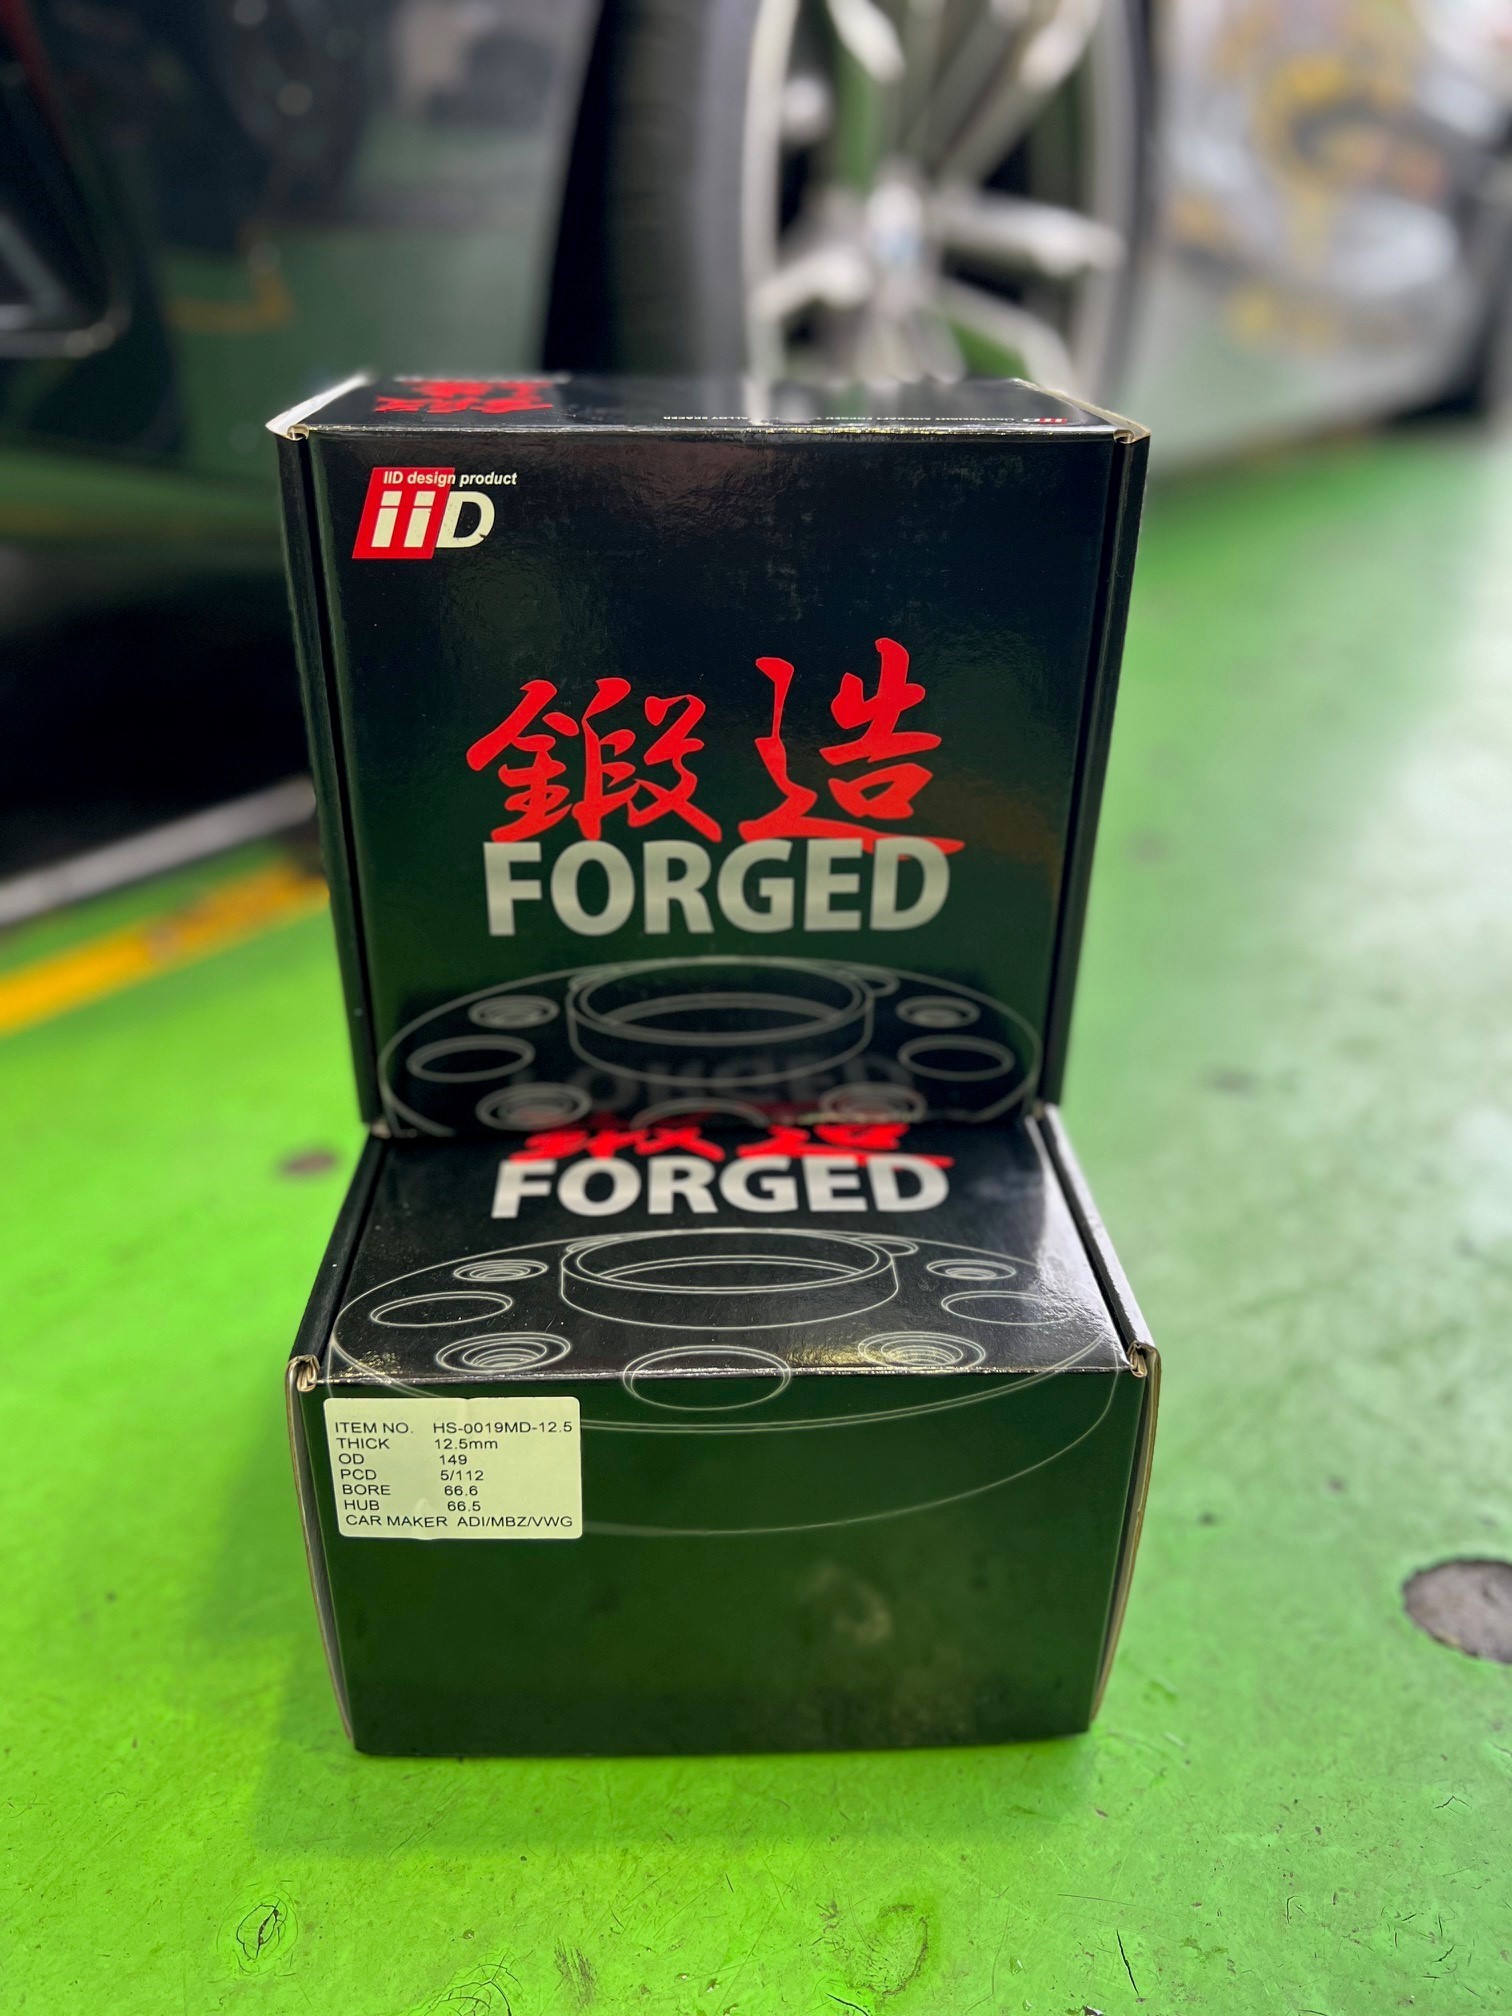 IID design product
iiD
鍛造
FORGED
FORGED
ITEM NO. HS-0019MD-12.5
THICK 12.5mm
OD 149
PCD 5/112
BORE 66.6
HUB 66.5
CAR MAKER ADI/MBZ/VWG